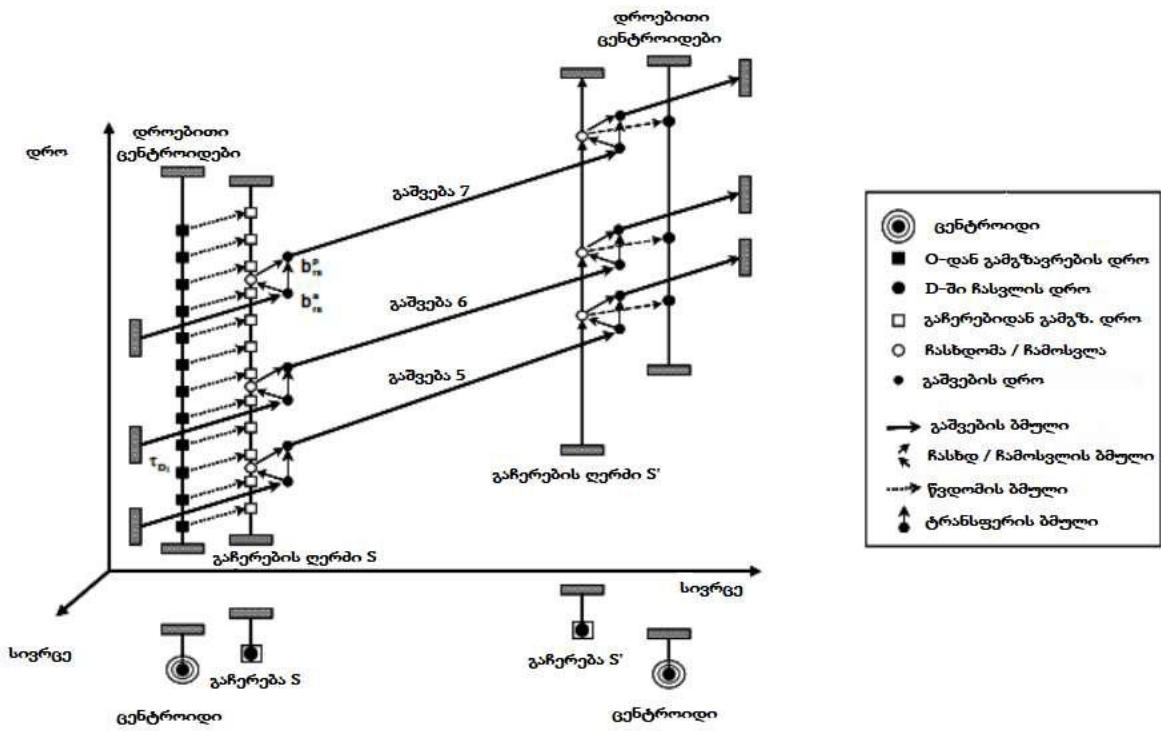 დროებითი
ცენტროიდები
დროებითი
ცენტროიდები
დრო
გაშვება 7
გაშვება 6
გაშვება 5
τ_{D_i}
გაჩერების ღერძი S
გაჩერების ღერძი S'
სივრცე
სივრცე
გაჩერება S
გაჩერება S'
ცენტროიდი
ცენტროიდი
ცენტროიდი
O-დან გამგზავრების დრო
D-ში ჩასვლის დრო
გაჩერებიდან გამგზ. დრო
ჩასხდომა / ჩამოსვლა
გაშვების დრო
გაშვების ბმული
ჩასხდ / ჩამოსვლის ბმული
წვდომის ბმული
ტრანსფერის ბმული